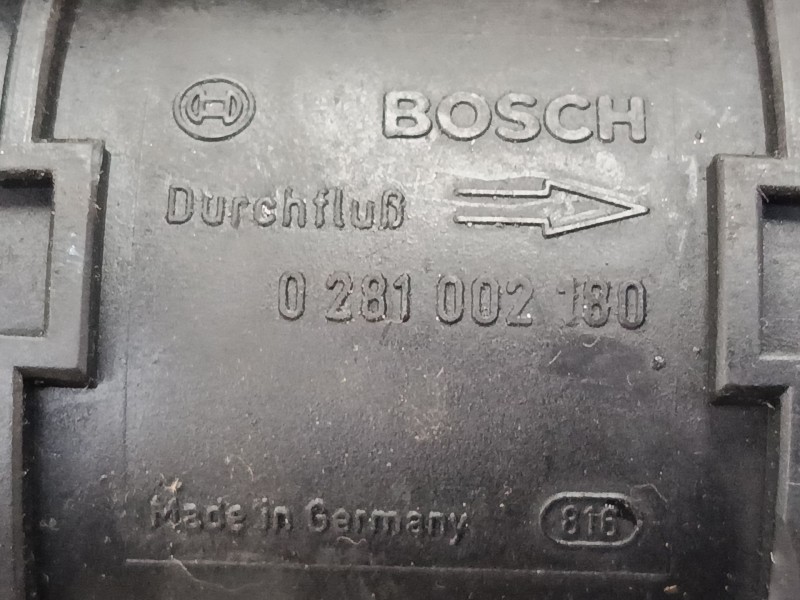 BOSCH
Durchfluß
0 281 002 180
Made in Germany 816